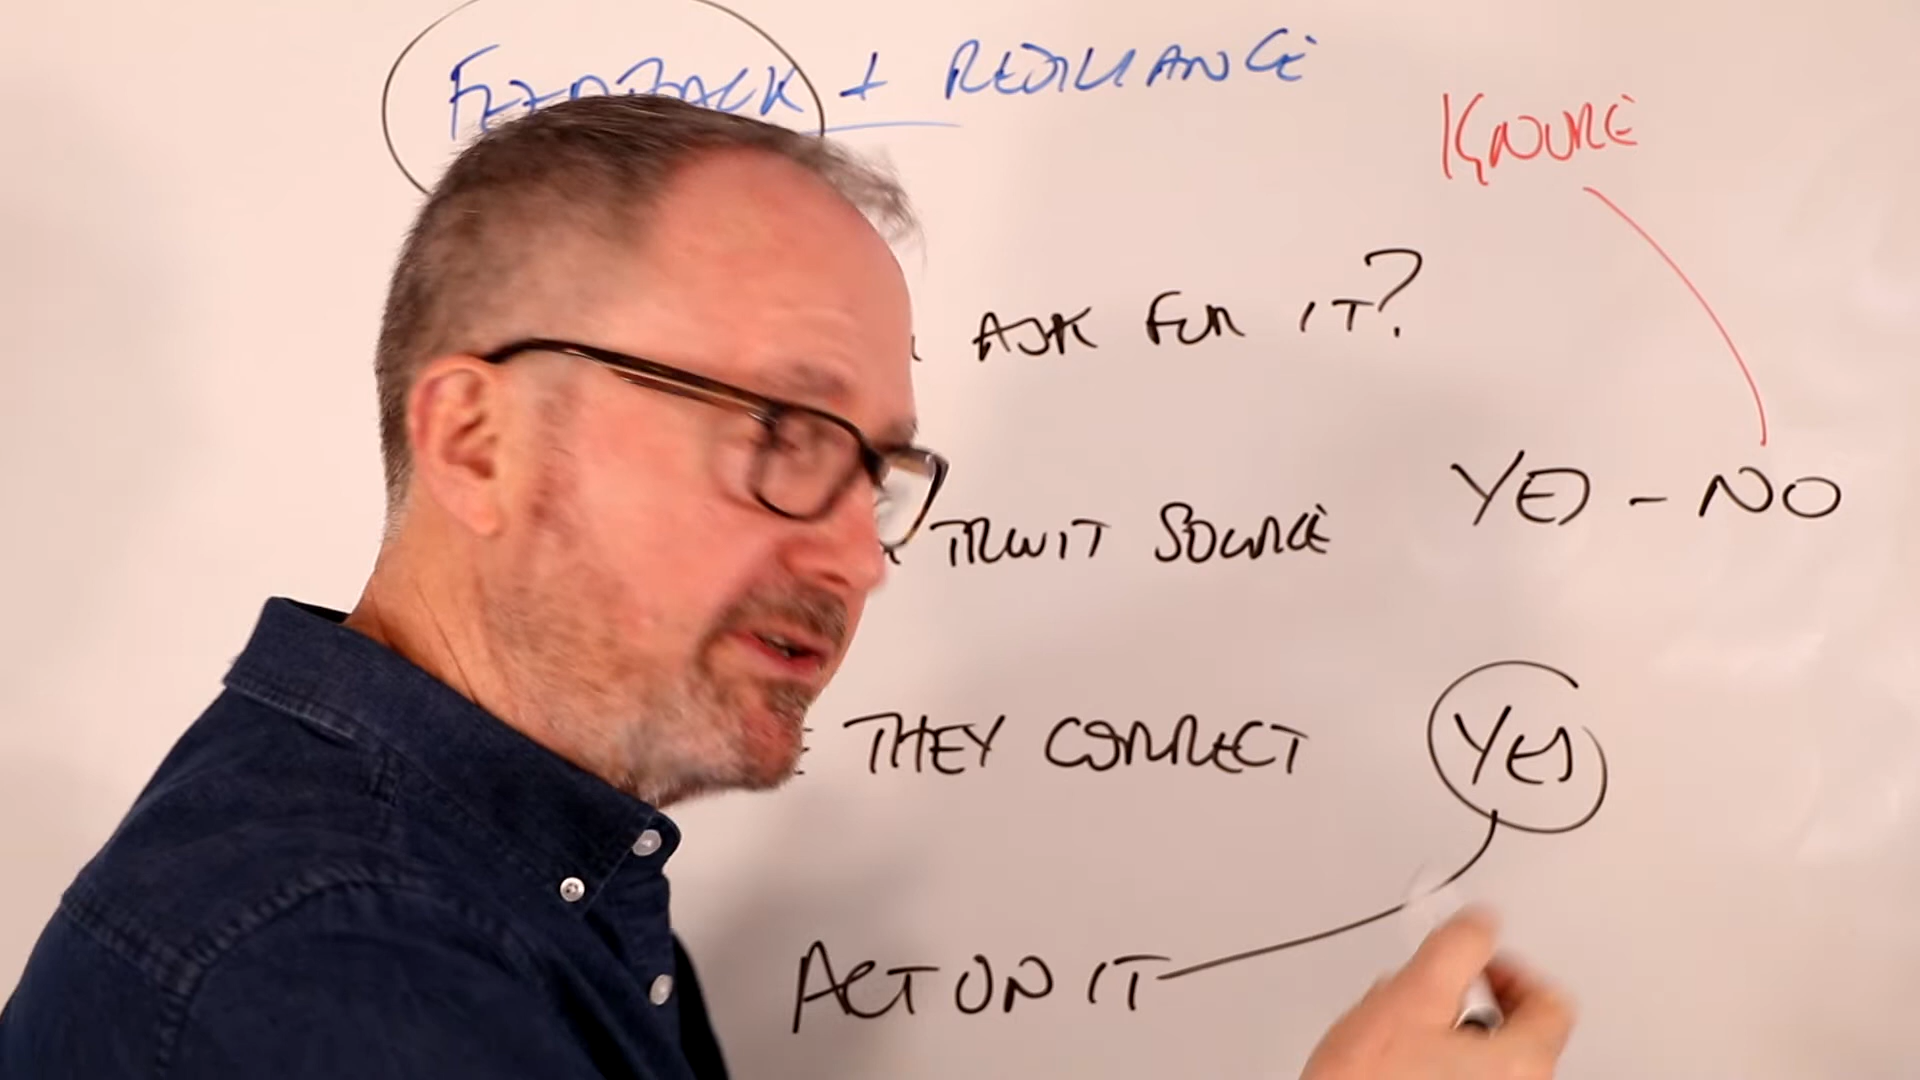 FEEDBACK + RESILIANCE
IGNORE
ASK FOR IT?
YES - NO
TRUST SOURCE
THEY CORRECT
YES
ACT ON IT